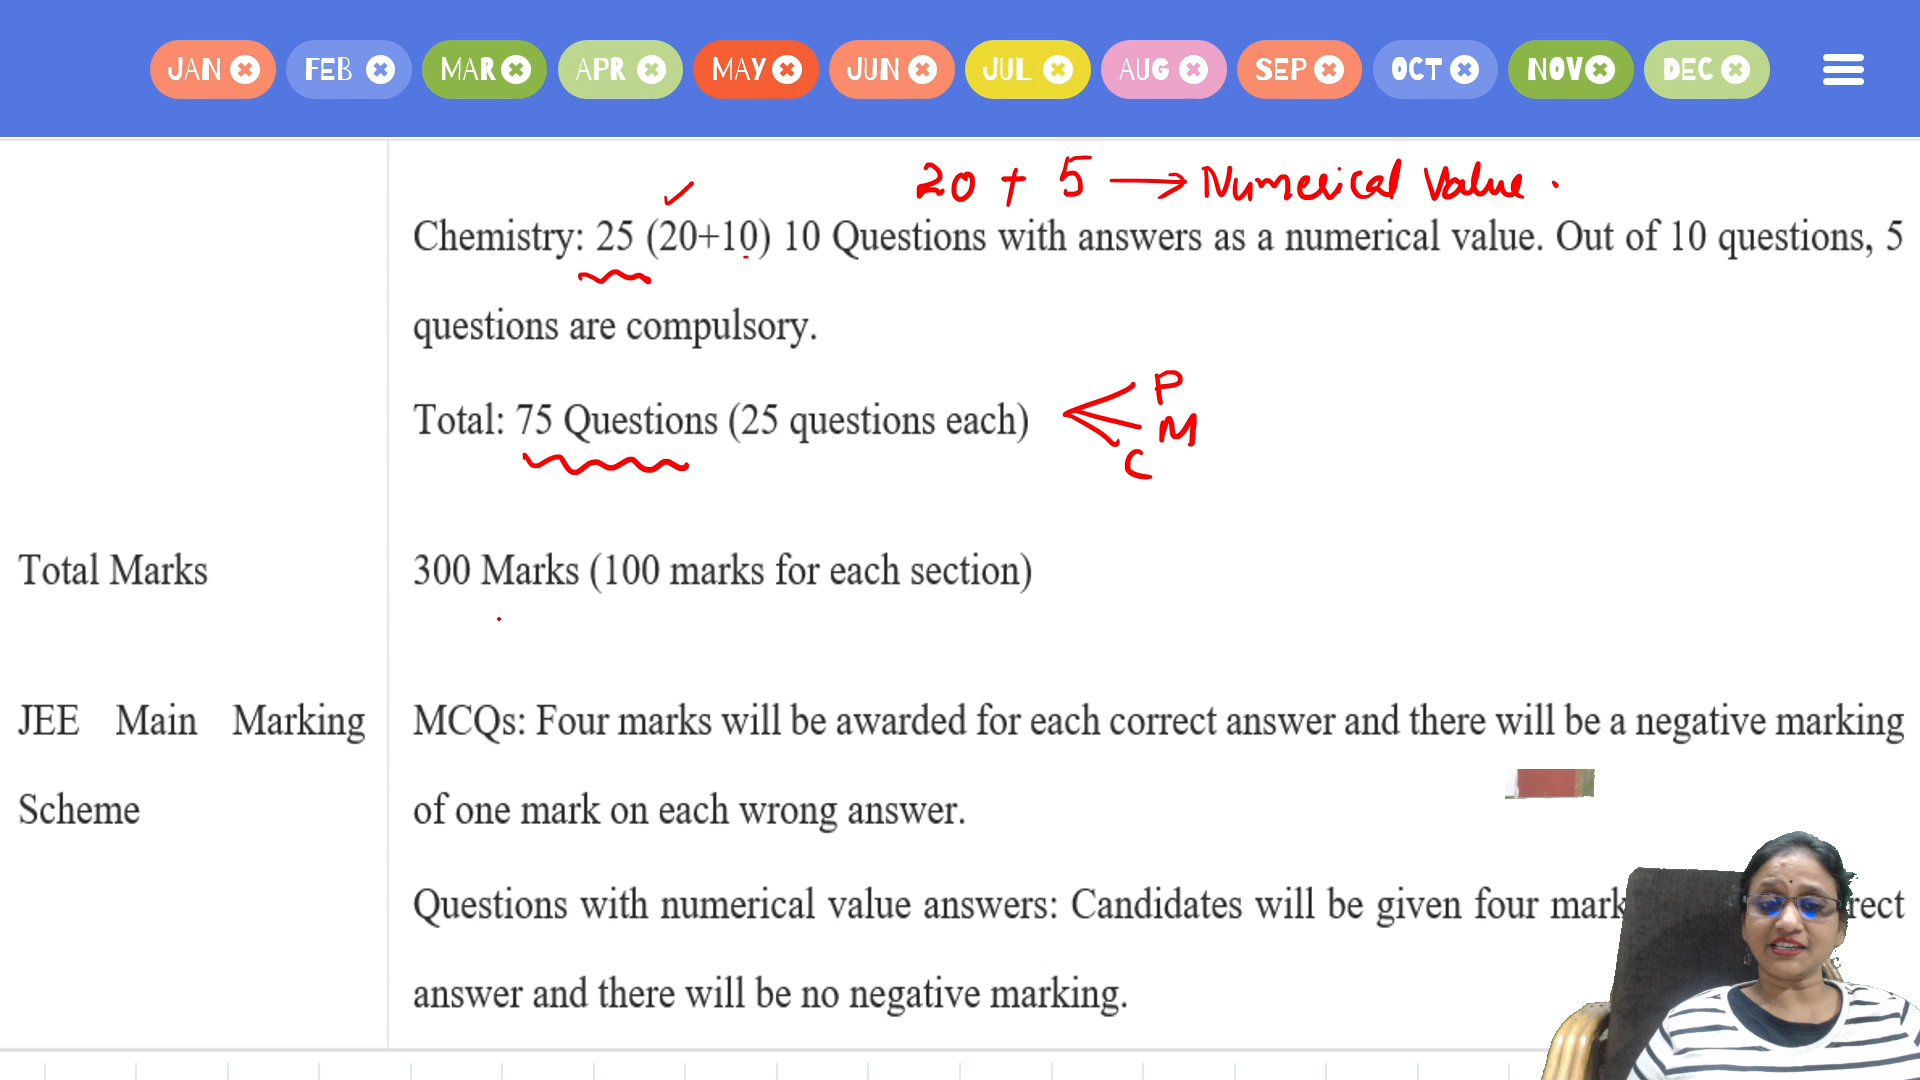 JAN FEB MAR APR MAY JUN JUL AUG SEP OCT NOV DEC
20 + 5 → Numerical Value .
Chemistry: 25 (20+10) 10 Questions with answers as a numerical value. Out of 10 questions, 5
questions are compulsory.
P
Total: 75 Questions (25 questions each)
M
C
Total Marks
300 Marks (100 marks for each section)
JEE Main Marking
Scheme
MCQs: Four marks will be awarded for each correct answer and there will be a negative marking
of one mark on each wrong answer.
Questions with numerical value answers: Candidates will be given four
answer and there will be no negative marking.